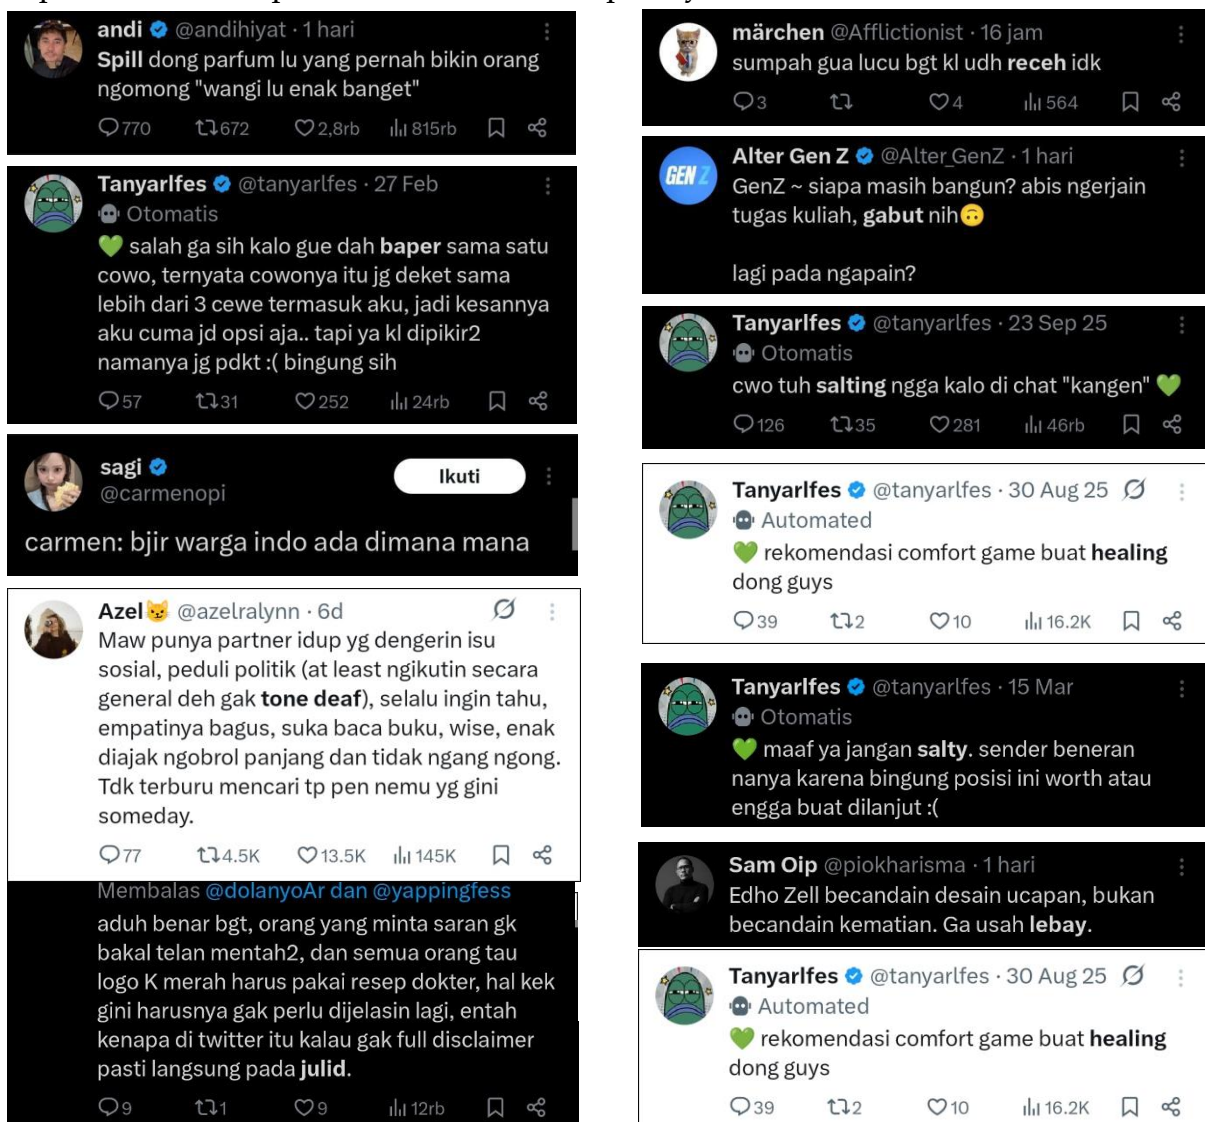 andi @andihiyat · 1 hari
Spill dong parfum lu yang pernah bikin orang
ngomong "wangi lu enak banget"
770 672 2,8rb 815rb
Tanyarlfes @tanyarlfes · 27 Feb
Otomatis
💚 salah ga sih kalo gue dah baper sama satu
cowo, ternyata cowonya itu jg deket sama
lebih dari 3 cewe termasuk aku, jadi kesannya
aku cuma jd opsi aja.. tapi ya kl dipikir2
namanya jg pdkt :( bingung sih
57 31 252 24rb
sagi
@carmenopi
Ikuti
carmen: bjir warga indo ada dimana mana
Azel😼 @azelralynn · 6d
Maw punya partner idup yg dengerin isu
sosial, peduli politik (at least ngikutin secara
general deh gak tone deaf), selalu ingin tahu,
empatinya bagus, suka baca buku, wise, enak
diajak ngobrol panjang dan tidak ngang ngong.
Tdk terburu mencari tp pen nemu yg gini
someday.
77 4.5K 13.5K 145K
Membalas @dolanyoAr dan @yappingfess
aduh benar bgt, orang yang minta saran gk
bakal telan mentah2, dan semua orang tau
logo K merah harus pakai resep dokter, hal kek
gini harusnya gak perlu dijelasin lagi, entah
kenapa di twitter itu kalau gak full disclaimer
pasti langsung pada julid.
9 1 9 12rb
märchen @Afflictionist · 16 jam
sumpah gua lucu bgt kl udh receh idk
3 4 564
GEN Z
Alter Gen Z @Alter_GenZ · 1 hari
GenZ ~ siapa masih bangun? abis ngerjain
tugas kuliah, gabut nih🙃
lagi pada ngapain?
Tanyarlfes @tanyarlfes · 23 Sep 25
Otomatis
cwo tuh salting ngga kalo di chat "kangen" 💚
126 35 281 46rb
Tanyarlfes @tanyarlfes · 30 Aug 25
Automated
💚 rekomendasi comfort game buat healing
dong guys
39 2 10 16.2K
Tanyarlfes @tanyarlfes · 15 Mar
Otomatis
💚 maaf ya jangan salty. sender beneran
nanya karena bingung posisi ini worth atau
engga buat dilanjut :(
Sam Oip @piokharisma · 1 hari
Edho Zell becandain desain ucapan, bukan
becandain kematian. Ga usah lebay.
Tanyarlfes @tanyarlfes · 30 Aug 25
Automated
💚 rekomendasi comfort game buat healing
dong guys
39 2 10 16.2K